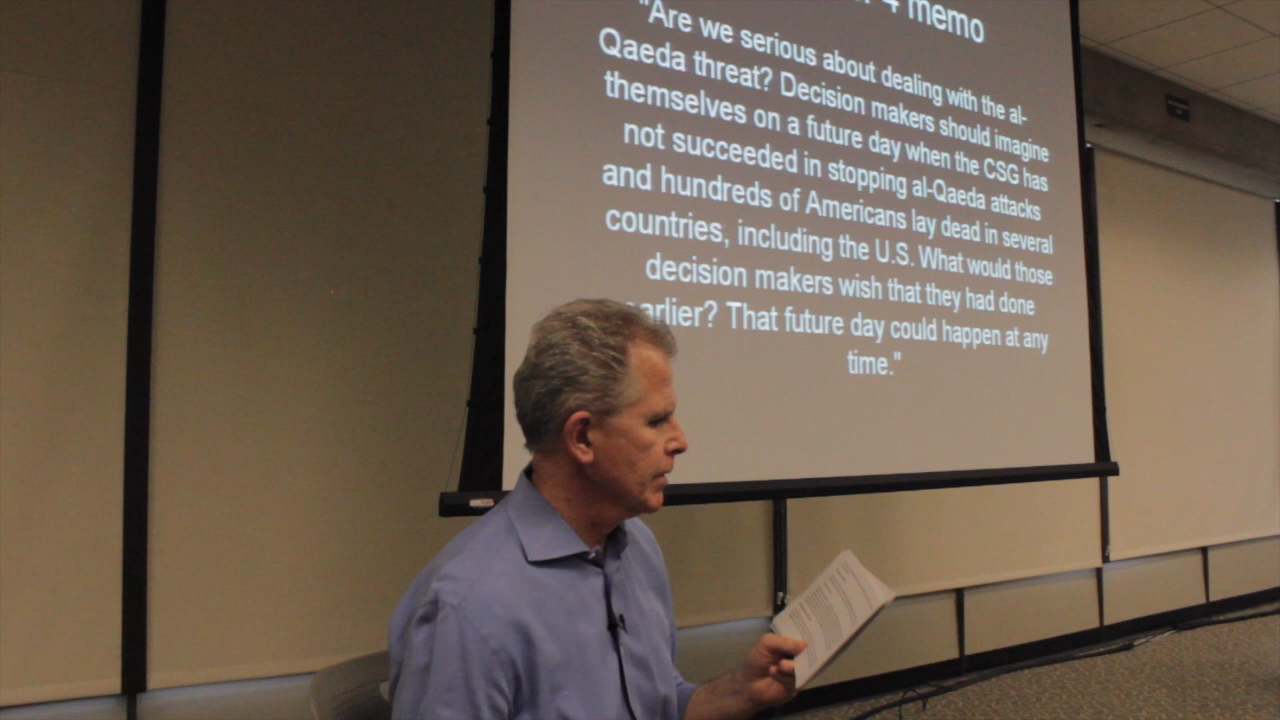 4 memo
"Are we serious about dealing with the al-
Qaeda threat? Decision makers should imagine
themselves on a future day when the CSG has
not succeeded in stopping al-Qaeda attacks
and hundreds of Americans lay dead in several
countries, including the U.S. What would those
decision makers wish that they had done
arlier? That future day could happen at any
time."